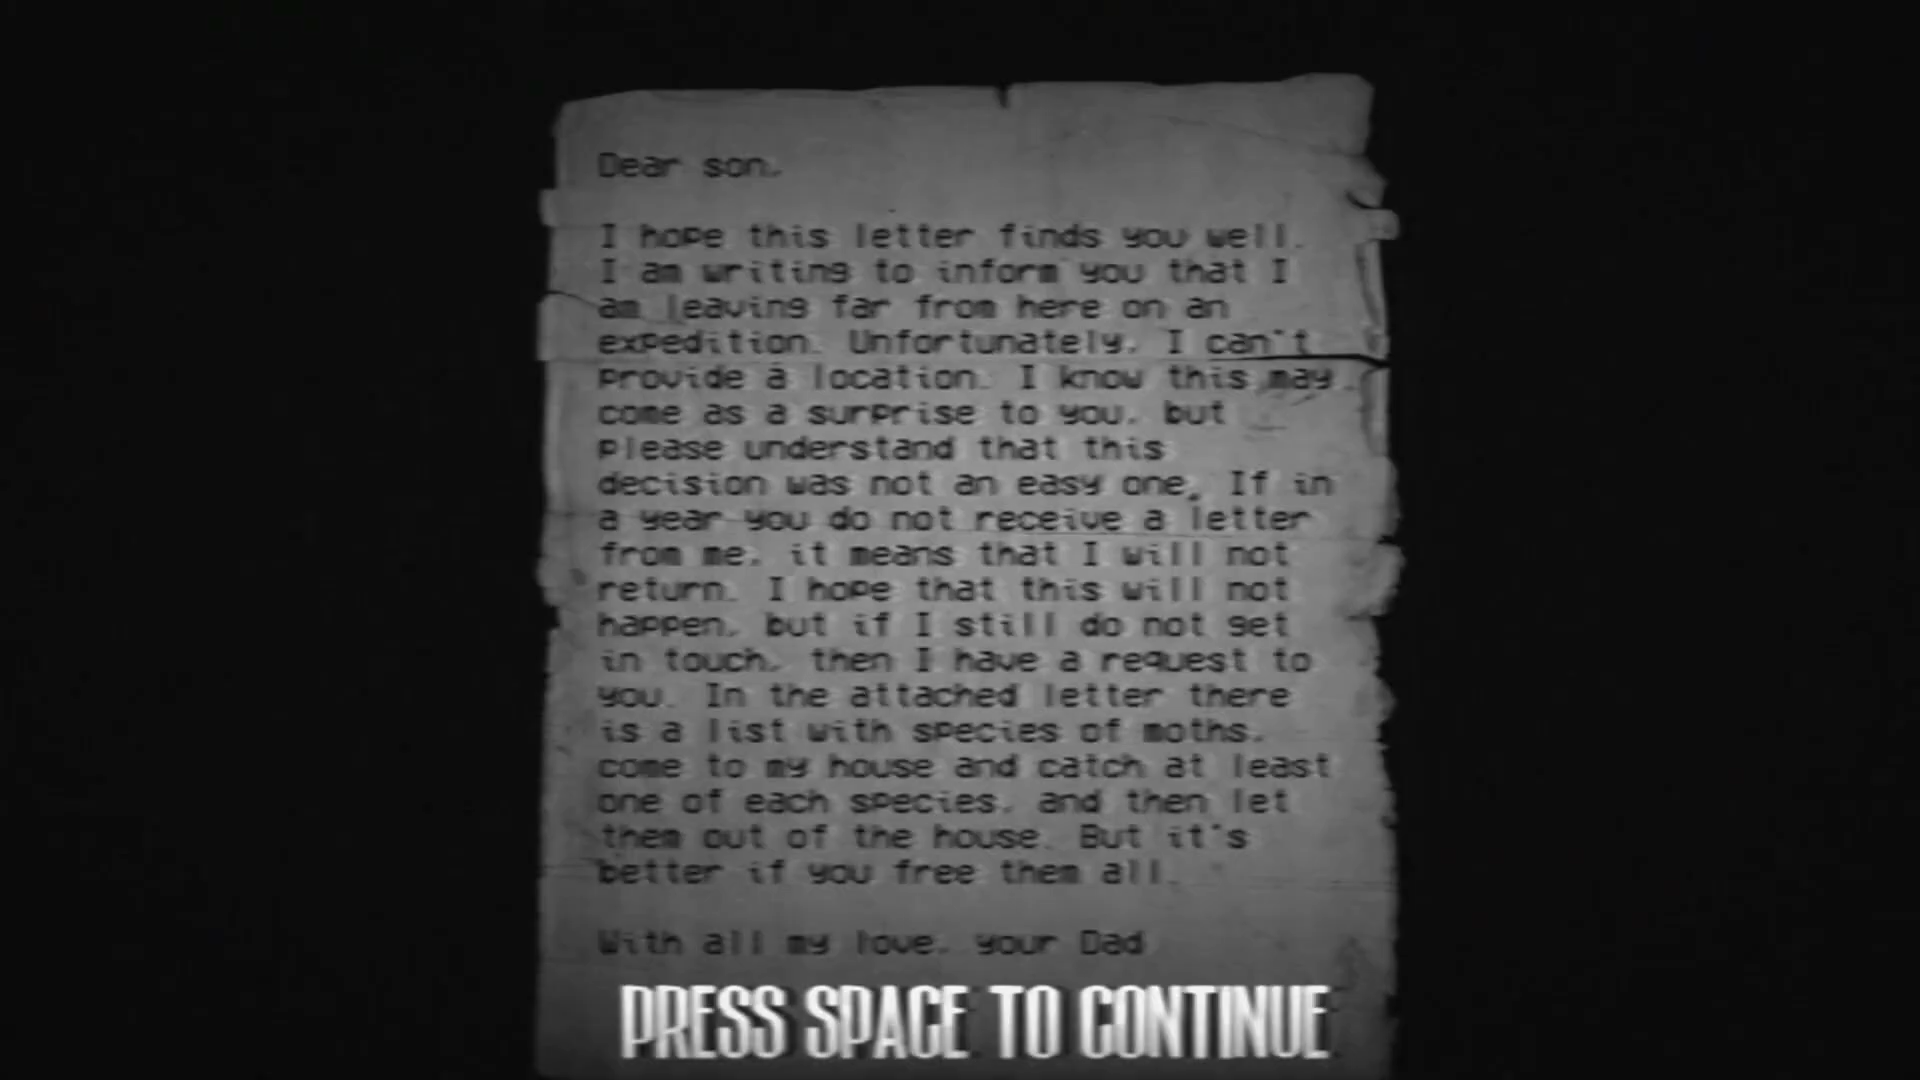 Dear son,
I hope this letter finds you well.
I am writing to inform you that I
am leaving far from here on an
expedition. Unfortunately, I can't
provide a location. I know this may
come as a surprise to you, but
please understand that this
decision was not an easy one. If in
a year you do not receive a letter
from me, it means that I will not
return. I hope that this will not
happen, but if I still do not get
in touch, then I have a request to
you. In the attached letter there
is a list with species of moths,
come to my house and catch at least
one of each species, and then let
them out of the house. But it's
better if you free them all.
With all my love, your Dad
PRESS SPACE TO CONTINUE